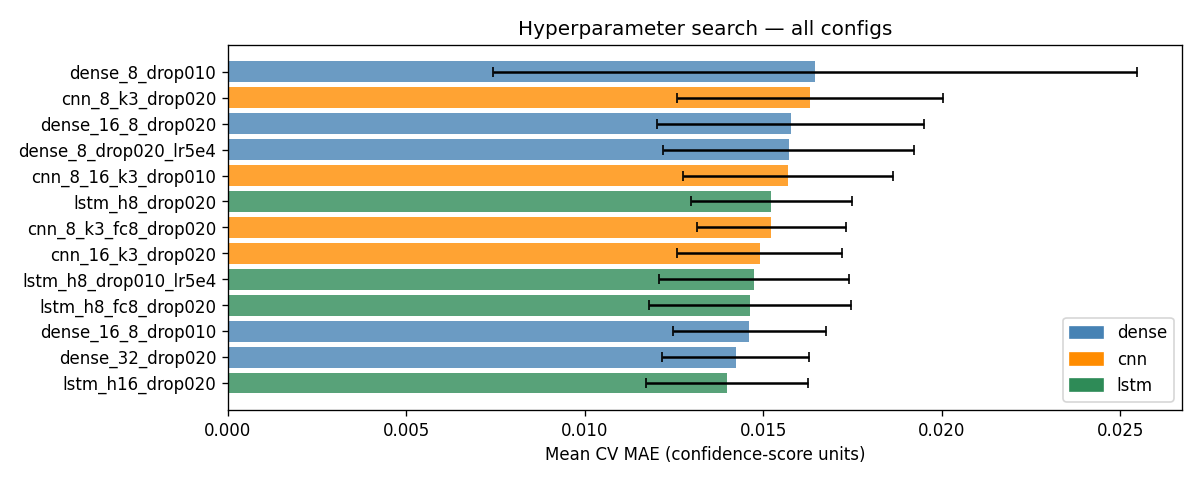 Hyperparameter search — all configs
dense_8_drop010
cnn_8_k3_drop020
dense_16_8_drop020
dense_8_drop020_lr5e4
cnn_8_16_k3_drop010
lstm_h8_drop020
cnn_8_k3_fc8_drop020
cnn_16_k3_drop020
lstm_h8_drop010_lr5e4
lstm_h8_fc8_drop020
dense_16_8_drop010
dense_32_drop020
lstm_h16_drop020
dense
cnn
lstm
0.000 0.005 0.010 0.015 0.020 0.025
Mean CV MAE (confidence-score units)